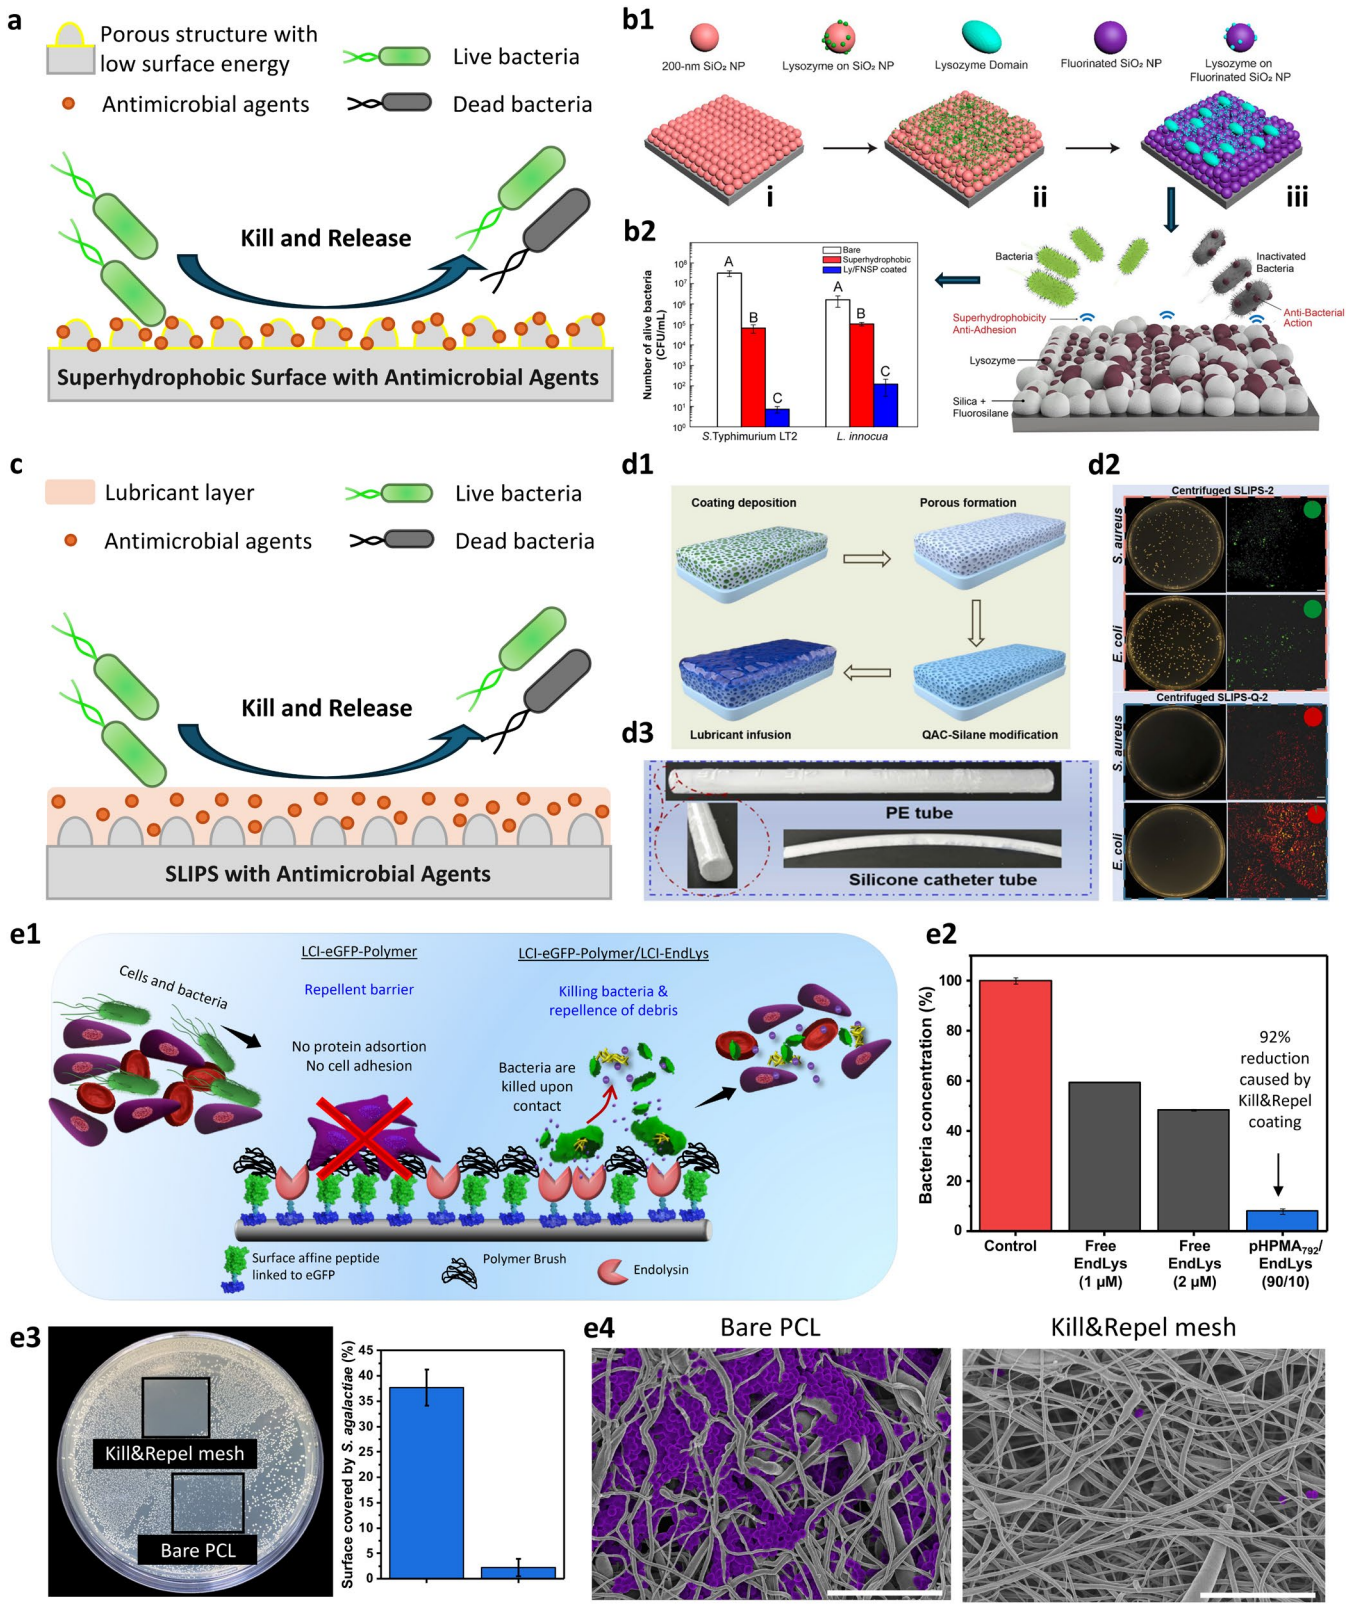 a
Porous structure with
low surface energy
Live bacteria
Antimicrobial agents
Dead bacteria
Kill and Release
Superhydrophobic Surface with Antimicrobial Agents
b1
200-nm SiO₂ NP
Lysozyme on SiO₂ NP
Lysozyme Domain
Fluorinated SiO₂ NP
Lysozyme on
Fluorinated SiO₂ NP
i
ii
iii
b2
Number of alive bacteria
(CFU/mL)
10⁸
10⁷
10⁶
10⁵
10⁴
10³
10²
10¹
10⁰
Bare
Superhydrophobic
Ly/FNSP coated
A
B
C
A
B
C
S.Typhimurium LT2
L. innocua
Bacteria
Inactivated
Bacteria
Superhydrophobicity
Anti-Adhesion
Anti-Bacterial
Action
Lysozyme
Silica +
Fluorosilane
c
Lubricant layer
Live bacteria
Antimicrobial agents
Dead bacteria
Kill and Release
SLIPS with Antimicrobial Agents
d1
Coating deposition
Porous formation
Lubricant infusion
QAC-Silane modification
d2
Centrifuged SLIPS-2
S. aureus
E. coli
Centrifuged SLIPS-Q-2
S. aureus
E. coli
d3
PE tube
Silicone catheter tube
e1
LCI-eGFP-Polymer
LCI-eGFP-Polymer/LCI-EndLys
Cells and bacteria
Repellent barrier
Killing bacteria &
repellence of debris
No protein adsortion
No cell adhesion
Bacteria are
killed upon
contact
Surface affine peptide
linked to eGFP
Polymer Brush
Endolysin
e2
Bacteria concentration (%)
100
80
60
40
20
0
92%
reduction
caused by
Kill&Repel
coating
Control
Free
EndLys
(1 µM)
Free
EndLys
(2 µM)
pHPMA₇₉₂/
EndLys
(90/10)
e3
Kill&Repel mesh
Bare PCL
Surface covered by S. agalactiae (%)
45
40
35
30
25
20
15
10
5
0
e4
Bare PCL
Kill&Repel mesh